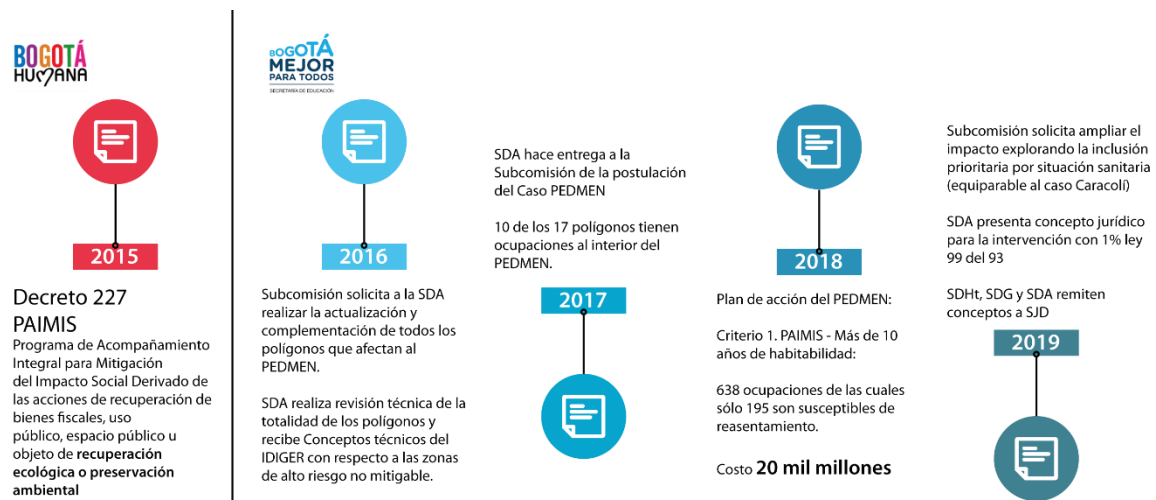 BOGOTÁ
HUMANA
2015
Decreto 227
PAIMIS
Programa de Acompañamiento
Integral para Mitigación
del Impacto Social Derivado de
las acciones de recuperación de
bienes fiscales, uso
público, espacio público u
objeto de recuperación
ecológica o preservación
ambiental
BOGOTÁ
MEJOR
PARA TODOS
SECRETARÍA DE EDUCACIÓN
2016
Subcomisión solicita a la SDA
realizar la actualización y
complementación de todos los
polígonos que afectan al
PEDMEN.
SDA realiza revisión técnica de la
totalidad de los polígonos y
recibe Conceptos técnicos del
IDIGER con respecto a las zonas
de alto riesgo no mitigable.
SDA hace entrega a la
Subcomisión de la postulación
del Caso PEDMEN
10 de los 17 polígonos tienen
ocupaciones al interior del
PEDMEN.
2017
2018
Plan de acción del PEDMEN:
Criterio 1. PAIMIS - Más de 10
años de habitabilidad:
638 ocupaciones de las cuales
sólo 195 son susceptibles de
reasentamiento.
Costo 20 mil millones
Subcomisión solicita ampliar el
impacto explorando la inclusión
prioritaria por situación sanitaria
(equiparable al caso Caracolí)
SDA presenta concepto jurídico
para la intervención con 1% ley
99 del 93
SDHt, SDG y SDA remiten
conceptos a SJD
2019